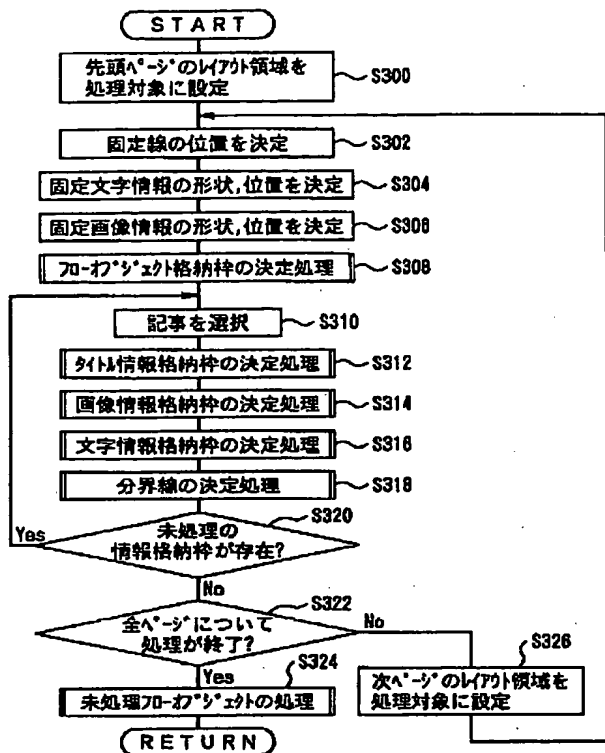 START
先頭ページのレイアウト領域を
処理対象に設定
S300
固定線の位置を決定
S302
固定文字情報の形状,位置を決定
S304
固定画像情報の形状,位置を決定
S306
フローオブジェクト格納枠の決定処理
S308
記事を選択
S310
タイトル情報格納枠の決定処理
S312
画像情報格納枠の決定処理
S314
文字情報格納枠の決定処理
S316
分界線の決定処理
S318
S320
Yes
未処理の
情報格納枠が存在?
No
S322
全ページについて
処理が終了?
No
Yes
S324
未処理フローオブジェクトの処理
S326
次ページのレイアウト領域を
処理対象に設定
RETURN